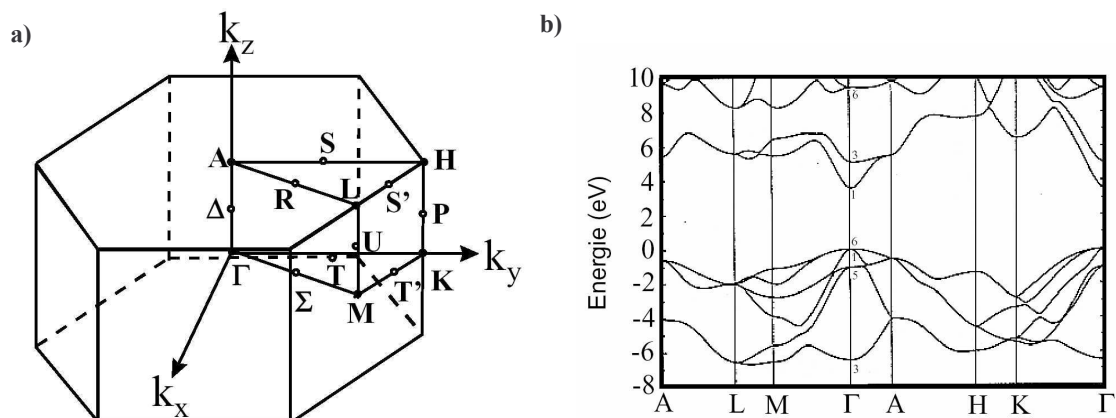 a)
k_z
A
S
H
R
L
S'
Δ
P
U
Γ
T
K
k_y
Σ
T'
M
k_x
b)
Energie (eV)
10
8
6
4
2
0
-2
-4
-6
-8
6
3
1
6
1
5
3
A L M Γ A H K Γ